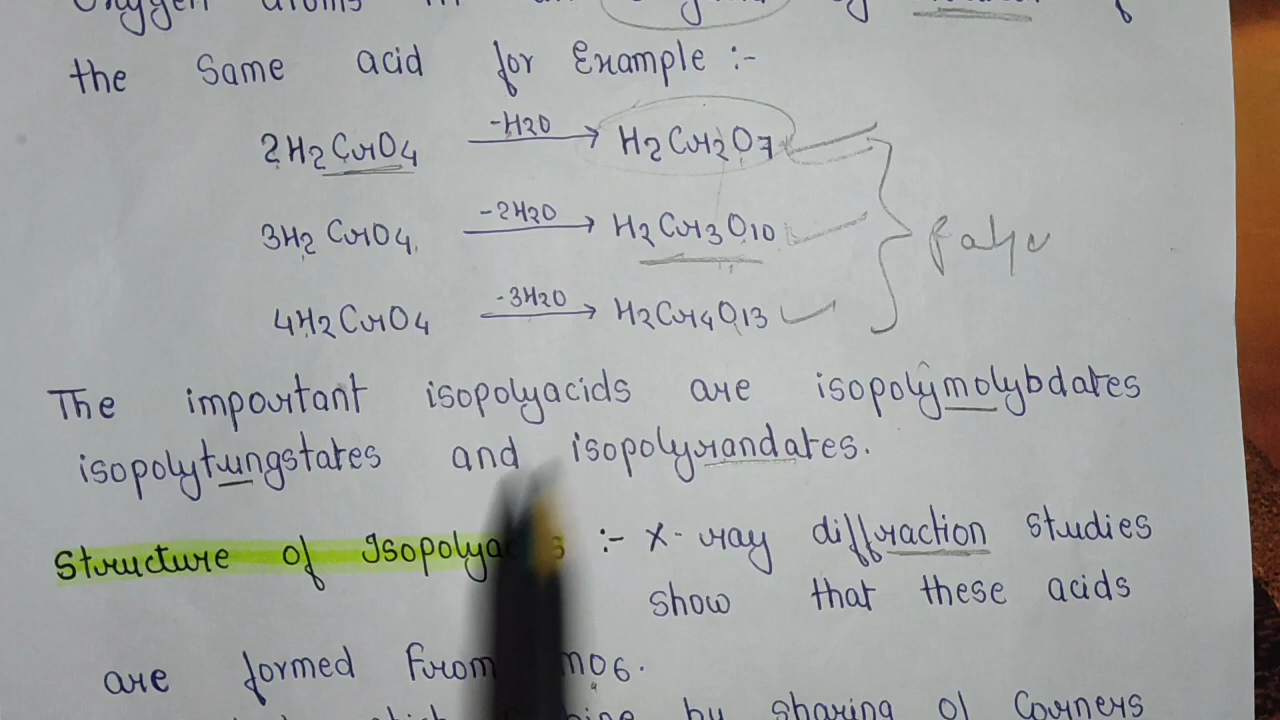 the Same acid for Example :-
2H2CrO4 -H2O → H2Cr2O7
3H2CrO4. -2H2O → H2Cr3O10
4H2CrO4 -3H2O → H2Cr4O13
The important isopolyacids are isopolymolybdates
isopolytungstates and isopolyvandates.
Structure of Isopolyac s :- X-ray diffraction studies
show that these acids
are formed From mo6.
by sharing of Corners